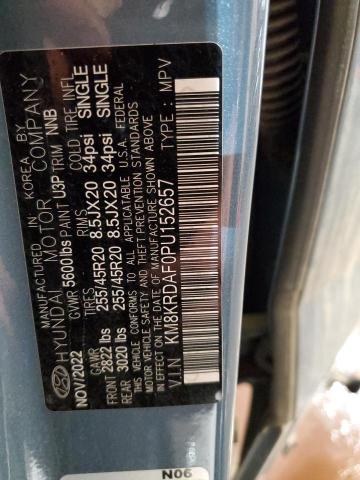 MANUFACTURED IN KOREA BY
HYUNDAI MOTOR COMPANY
NOV/2022 GVWR 5600lbs PAINT U3P TRIM NNB
GAWR TIRES RIMS COLD TIRE INFL
FRONT 2822 lbs 255/45R20 8.5JX20 34psi SINGLE
REAR 3020 lbs 255/45R20 8.5JX20 34psi SINGLE
THIS VEHICLE CONFORMS TO ALL APPLICABLE U.S.A. FEDERAL
MOTOR VEHICLE SAFETY, BUMPER, AND THEFT PREVENTION STANDARDS
IN EFFECT ON THE DATE OF MANUFACTURE SHOWN ABOVE
V.I.N : KM8KRDAF0PU152657 TYPE : MPV
N06